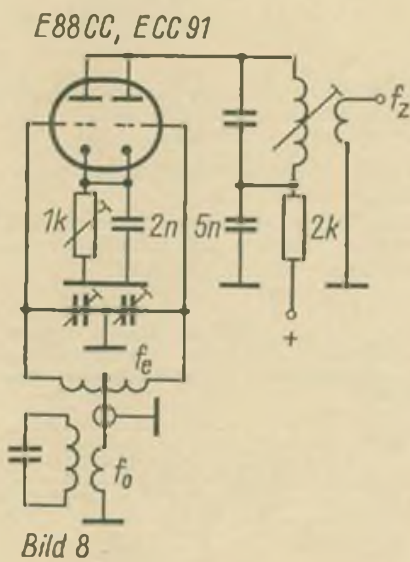 E88CC, ECC91
f_z
1k
2n
5n
2k
+
f_e
f_o
Bild 8